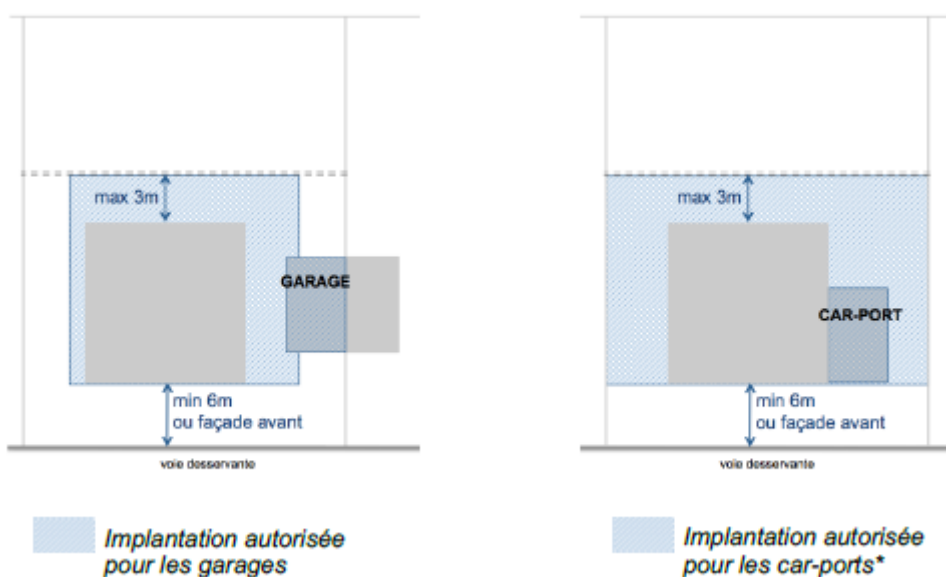 max 3m
GARAGE
min 6m
ou façade avant
voie desservante
Implantation autorisée
pour les garages
max 3m
CAR-PORT
min 6m
ou façade avant
voie desservante
Implantation autorisée
pour les car-ports*